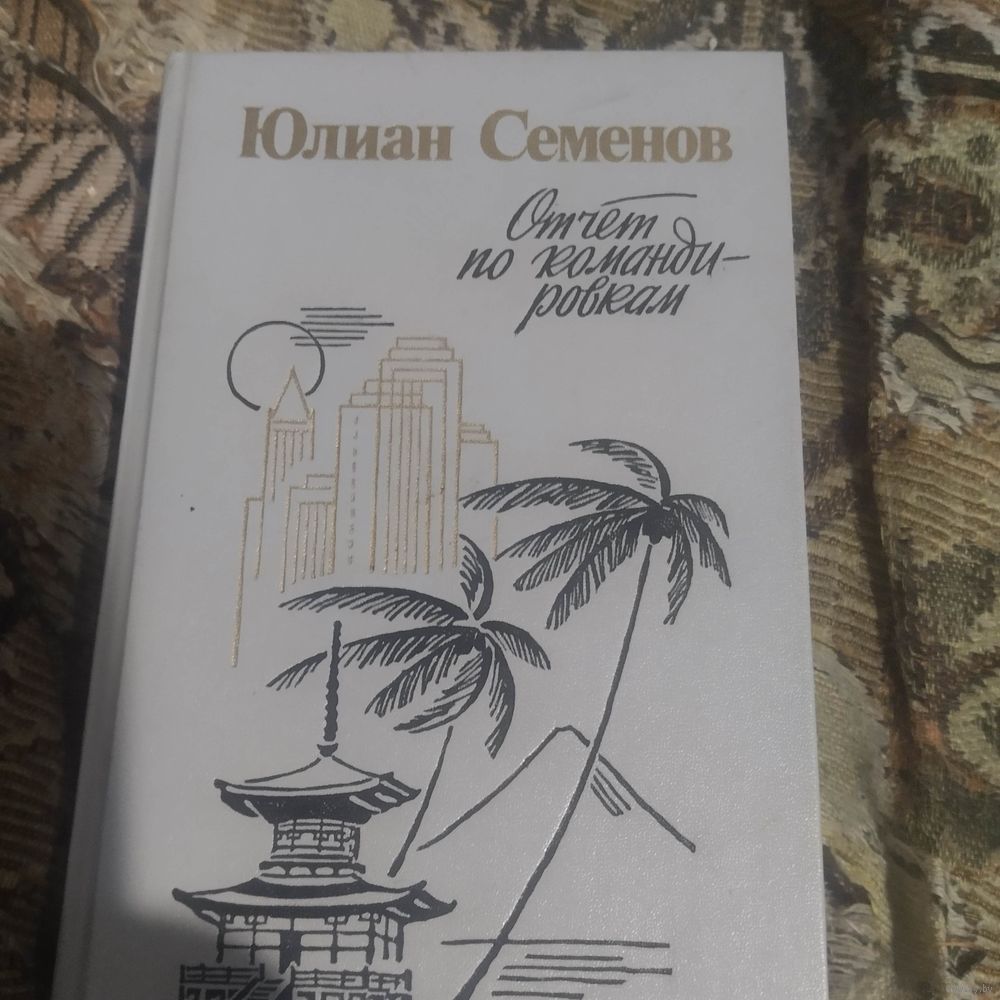 Юлиан Семенов
Отчет
по команди-
ровкам